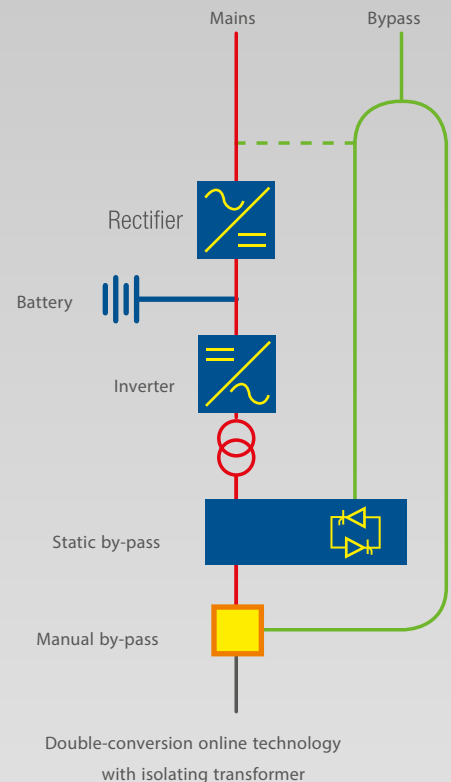 Mains
Bypass
Rectifier
Battery
Inverter
Static by-pass
Manual by-pass
Double-conversion online technology
with isolating transformer